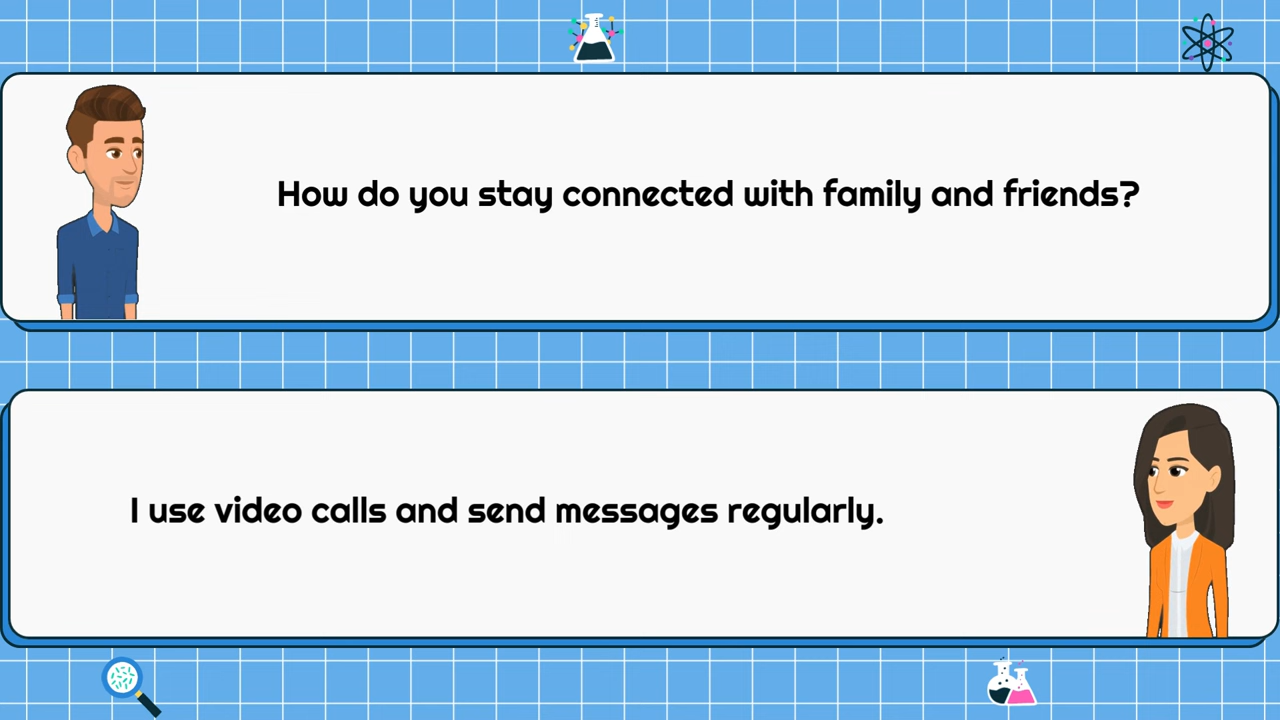 How do you stay connected with family and friends?
I use video calls and send messages regularly.